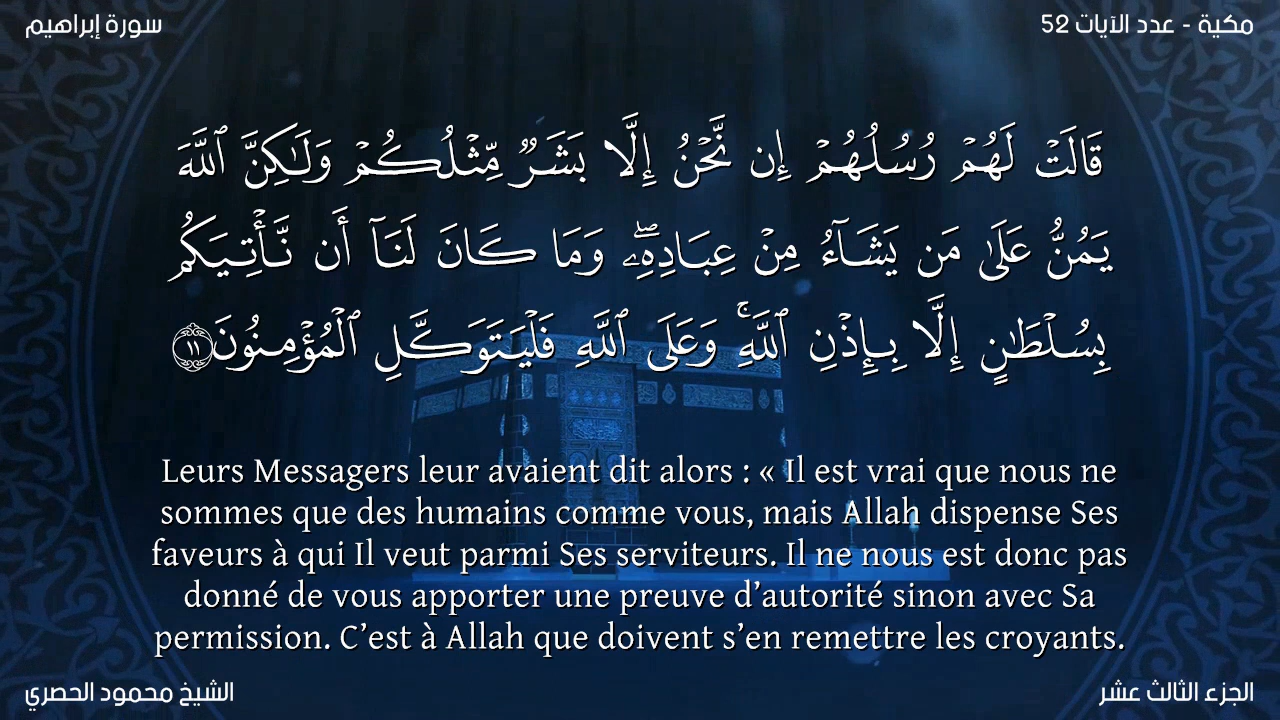 سورة إبراهيم
مكية - عدد الآيات 52
قَالَتْ لَهُمْ رُسُلُهُمْ إِن نَّحْنُ إِلَّا بَشَرٌ مِّثْلُكُمْ وَلَٰكِنَّ ٱللَّهَ
يَمُنُّ عَلَىٰ مَن يَشَآءُ مِنْ عِبَادِهِۦ ۖ وَمَا كَانَ لَنَآ أَن نَّأْتِيَكُم
بِسُلْطَٰنٍ إِلَّا بِإِذْنِ ٱللَّهِ ۚ وَعَلَى ٱللَّهِ فَلْيَتَوَكَّلِ ٱلْمُؤْمِنُونَ ١١
Leurs Messagers leur avaient dit alors : « Il est vrai que nous ne
sommes que des humains comme vous, mais Allah dispense Ses
faveurs à qui Il veut parmi Ses serviteurs. Il ne nous est donc pas
donné de vous apporter une preuve d’autorité sinon avec Sa
permission. C’est à Allah que doivent s’en remettre les croyants.
الشيخ محمود الحصري
الجزء الثالث عشر